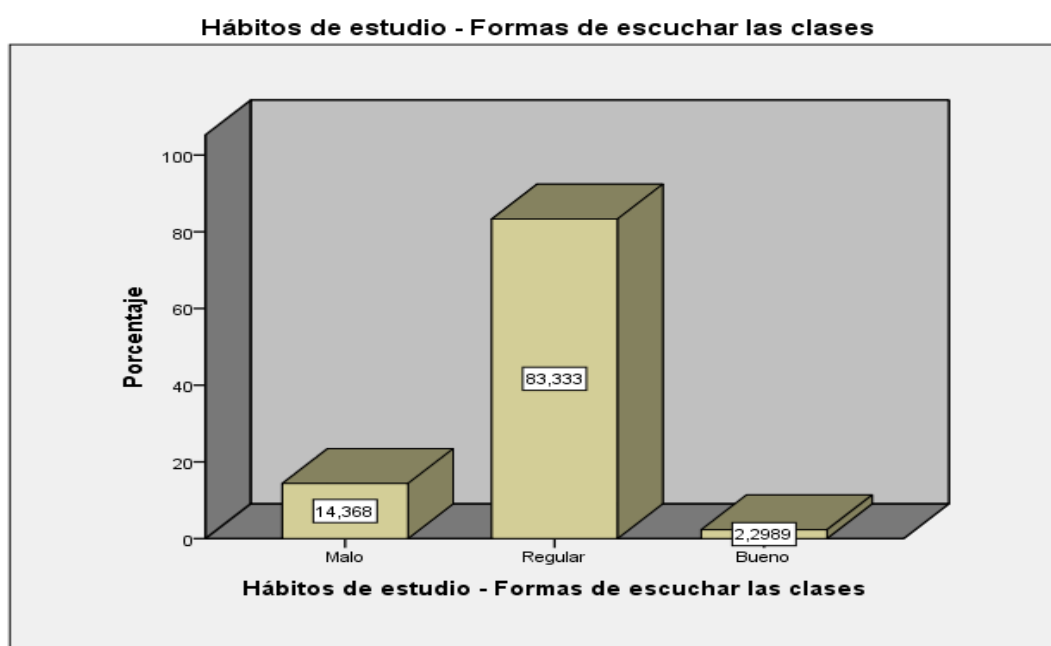 Hábitos de estudio - Formas de escuchar las clases
100
80
60
40
20
0
Porcentaje
14,368
83,333
2,2989
Malo Regular Bueno
Hábitos de estudio - Formas de escuchar las clases